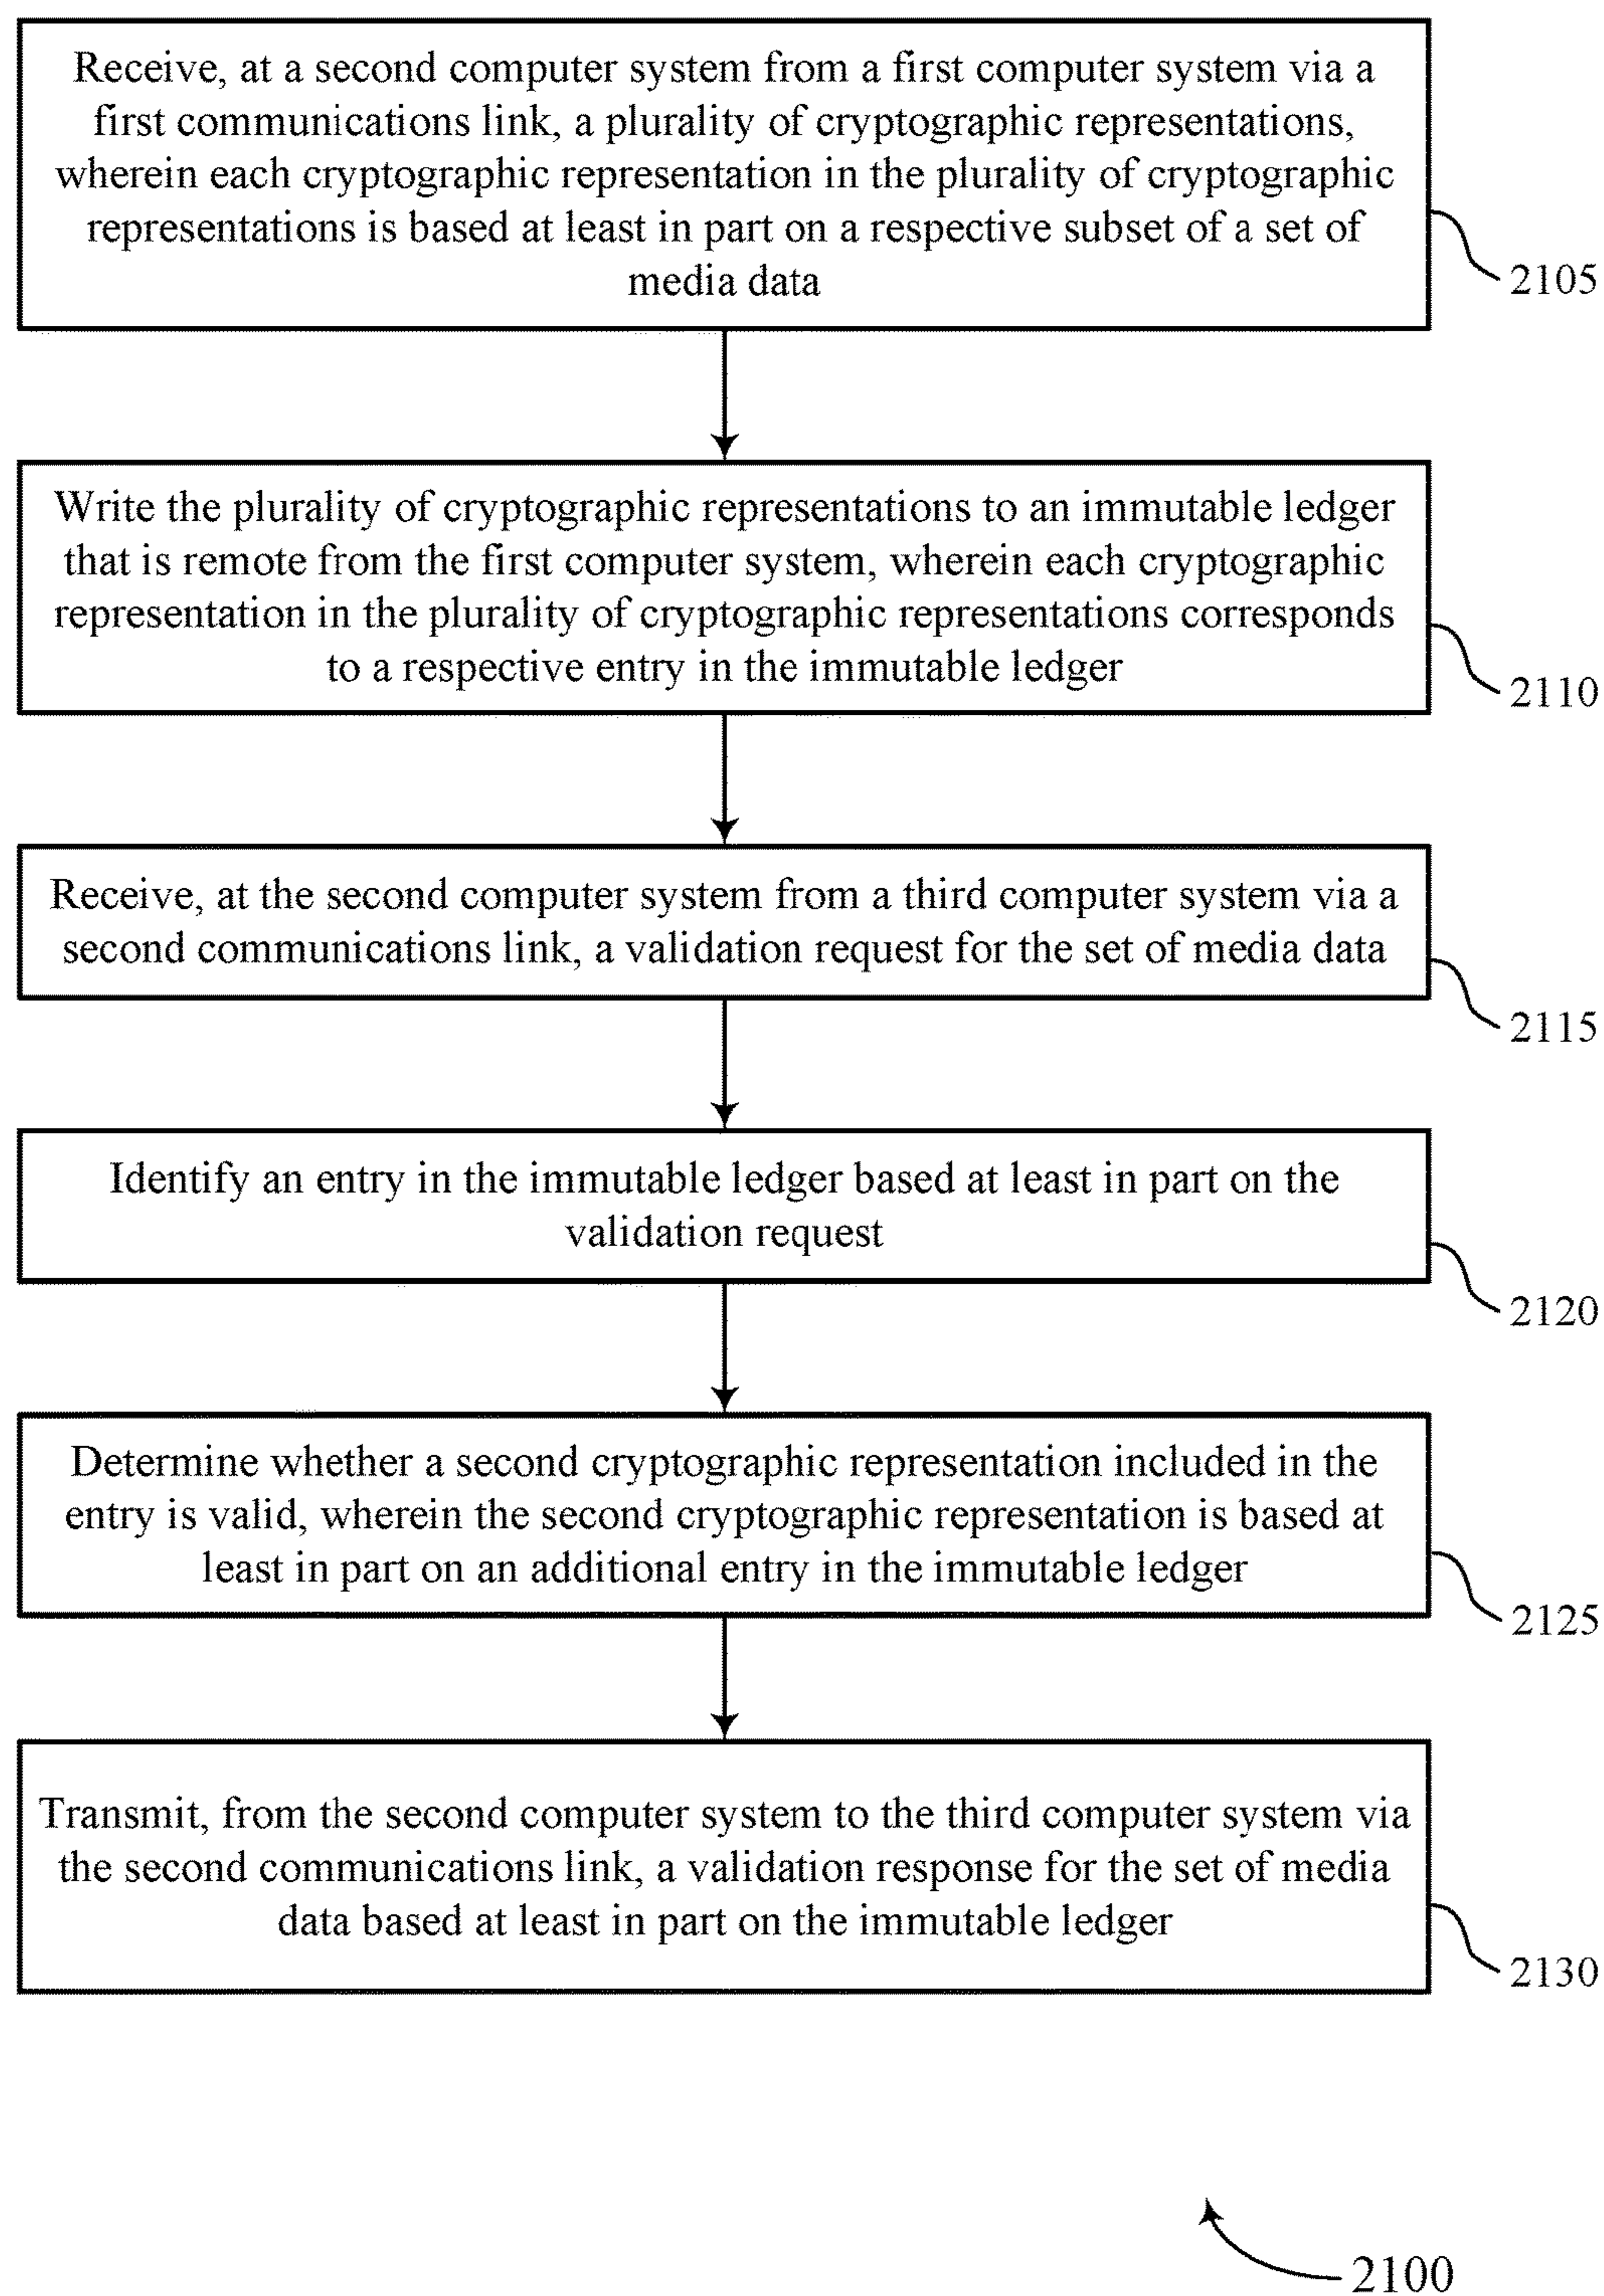 Receive, at a second computer system from a first computer system via a
first communications link, a plurality of cryptographic representations,
wherein each cryptographic representation in the plurality of cryptographic
representations is based at least in part on a respective subset of a set of
media data
2105
Write the plurality of cryptographic representations to an immutable ledger
that is remote from the first computer system, wherein each cryptographic
representation in the plurality of cryptographic representations corresponds
to a respective entry in the immutable ledger
2110
Receive, at the second computer system from a third computer system via a
second communications link, a validation request for the set of media data
2115
Identify an entry in the immutable ledger based at least in part on the
validation request
2120
Determine whether a second cryptographic representation included in the
entry is valid, wherein the second cryptographic representation is based at
least in part on an additional entry in the immutable ledger
2125
Transmit, from the second computer system to the third computer system via
the second communications link, a validation response for the set of media
data based at least in part on the immutable ledger
2130
2100